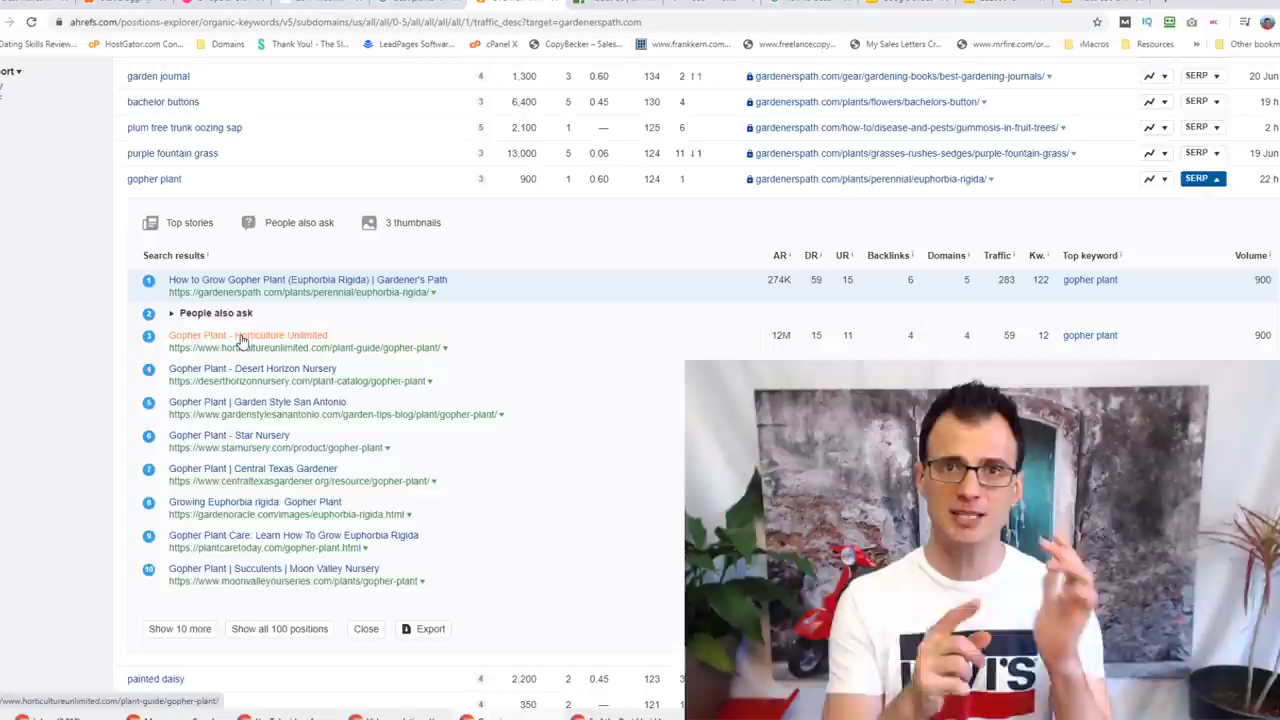 ahrefs.com/positions-explorer/organic-keywords/v5/subdomains/us/all/all/0-5/all/all/all/all/1/traffic_desc?target=gardenerspath.com
Dating Skills Review... HostGator.com Con... Domains Thank You! - The Sl... LeadPages Softwar... cPanel X CopyBecker – Sales... www.frankkern.com... www.freelancecopy... My Sales Letters Cr... www.mrfire.com/or... iMacros Resources » Other bookm
port ▾
garden journal 4 1,300 3 0.60 134 2 ↑1 gardenerspath.com/gear/gardening-books/best-gardening-journals/ SERP 20 Jun
bachelor buttons 3 6,400 5 0.45 130 4 gardenerspath.com/plants/flowers/bachelors-button/ SERP 19 h
plum tree trunk oozing sap 5 2,100 1 — 125 6 gardenerspath.com/how-to/disease-and-pests/gummosis-in-fruit-trees/ SERP 2 h
purple fountain grass 3 13,000 5 0.06 124 11 ↓1 gardenerspath.com/plants/grasses-rushes-sedges/purple-fountain-grass/ SERP 19 Jun
gopher plant 3 900 1 0.60 124 1 gardenerspath.com/plants/perennial/euphorbia-rigida/ SERP 22 h
Top stories People also ask 3 thumbnails
Search results AR DR UR Backlinks Domains Traffic Kw. Top keyword Volume
1 How to Grow Gopher Plant (Euphorbia Rigida) | Gardener's Path 274K 59 15 6 5 283 122 gopher plant 900
https://gardenerspath.com/plants/perennial/euphorbia-rigida/
2 People also ask
3 Gopher Plant - Horticulture Unlimited 12M 15 11 4 4 59 12 gopher plant 900
https://www.horticultureunlimited.com/plant-guide/gopher-plant/
4 Gopher Plant - Desert Horizon Nursery
https://deserthorizonnursery.com/plant-catalog/gopher-plant
5 Gopher Plant | Garden Style San Antonio
https://www.gardenstylesanantonio.com/garden-tips-blog/plant/gopher-plant/
6 Gopher Plant - Star Nursery
https://www.starnursery.com/product/gopher-plant
7 Gopher Plant | Central Texas Gardener
https://www.centraltexasgardener.org/resource/gopher-plant/
8 Growing Euphorbia rigida Gopher Plant
https://gardenoracle.com/images/euphorbia-rigida.html
9 Gopher Plant Care: Learn How To Grow Euphorbia Rigida
https://plantcaretoday.com/gopher-plant.html
10 Gopher Plant | Succulents | Moon Valley Nursery
https://www.moonvalleynurseries.com/plants/gopher-plant
Show 10 more Show all 100 positions Close Export
painted daisy 4 2,200 2 0.45 123
350 2 — 121
/www.horticultureunlimited.com/plant-guide/gopher-plant/